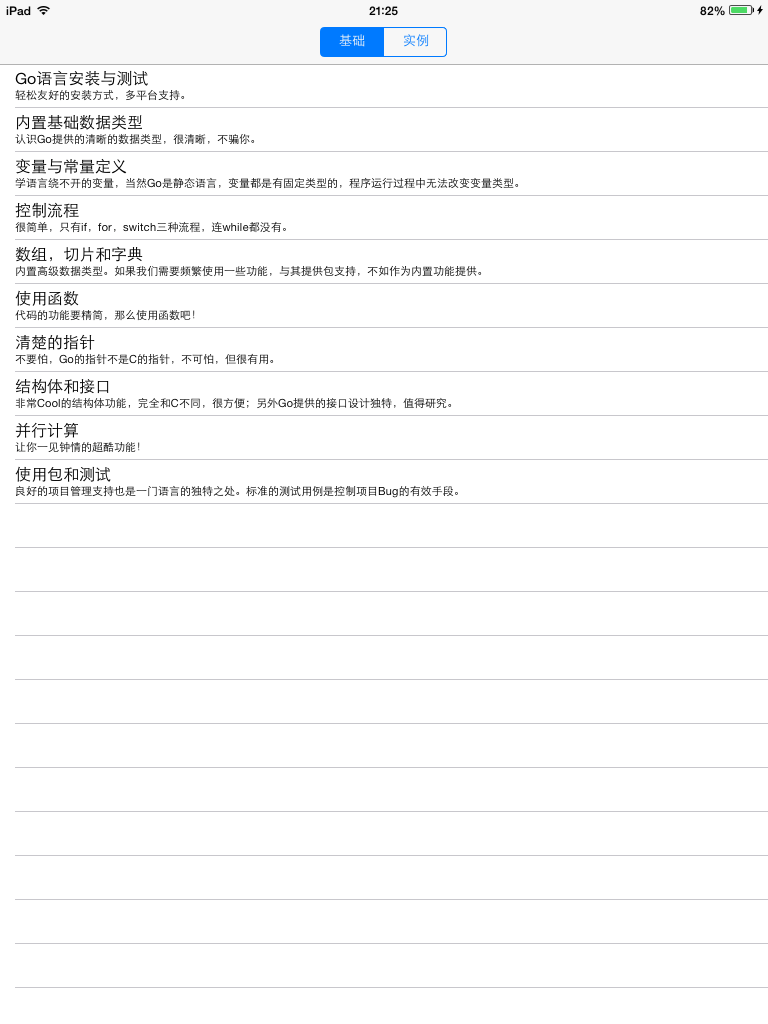 iPad 21:25 82%
基础 实例
Go语言安装与测试
轻松友好的安装方式，多平台支持。
内置基础数据类型
认识Go提供的清晰的数据类型，很清晰，不骗你。
变量与常量定义
学语言绕不开的变量，当然Go是静态语言，变量都是有固定类型的，程序运行过程中无法改变变量类型。
控制流程
很简单，只有if，for，switch三种流程，连while都没有。
数组，切片和字典
内置高级数据类型。如果我们需要频繁使用一些功能，与其提供包支持，不如作为内置功能提供。
使用函数
代码的功能要精简，那么使用函数吧！
清楚的指针
不要怕，Go的指针不是C的指针，不可怕，但很有用。
结构体和接口
非常Cool的结构体功能，完全和C不同，很方便；另外Go提供的接口设计独特，值得研究。
并行计算
让你一见钟情的超酷功能！
使用包和测试
良好的项目管理支持也是一门语言的独特之处。标准的测试用例是控制项目Bug的有效手段。